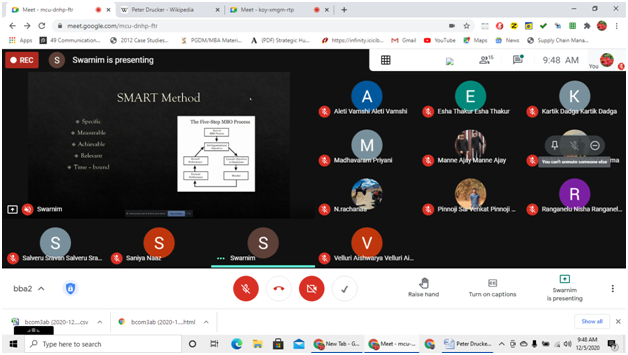 Meet - mcu-dnhp-ftr
Peter Drucker - Wikipedia
Meet - koy-vmgm-rtp
meet.google.com/mcu-dnhp-ftr
Apps
.49 Communication...
2012 Case Studies...
PGDM/MBA Materi...
(PDF) Strategic Hu...
https://infinity.icicib...
Gmail
YouTube
Maps
News
Supply Chain Mana...
REC
S
Swarnim is presenting
15
9:48 AM
You
SMART Method
Specific
Measurable
Achievable
Relevant
Time – bound
The Five-Step MBO Process
Swarnim
A
Aleti Vamshi Aleti Vamshi
E
Esha Thakur Esha Thakur
K
Kartik Dadga Kartik Dadga
M
Madhavaram Priyani
Manne Ajay Manne Ajay
You can't unmute someone else
N.rachanas
Pinnoji Sai Venkat Pinnoji ...
R
Ranganelu Nisha Ranganel...
S
Salveru Sravan Salveru Sra...
S
Saniya Naaz
S
Swarnim
V
Velluri Aishwarya Velluri Ai...
bba2
Raise hand
Turn on captions
Swarnim
is presenting
bcom3ab (2020-12....csv
bcom3ab (2020-1....html
Show all
Type here to search
New Tab - G...
Meet - mcu-...
Peter Drucke...
9:48 AM
12/5/2020